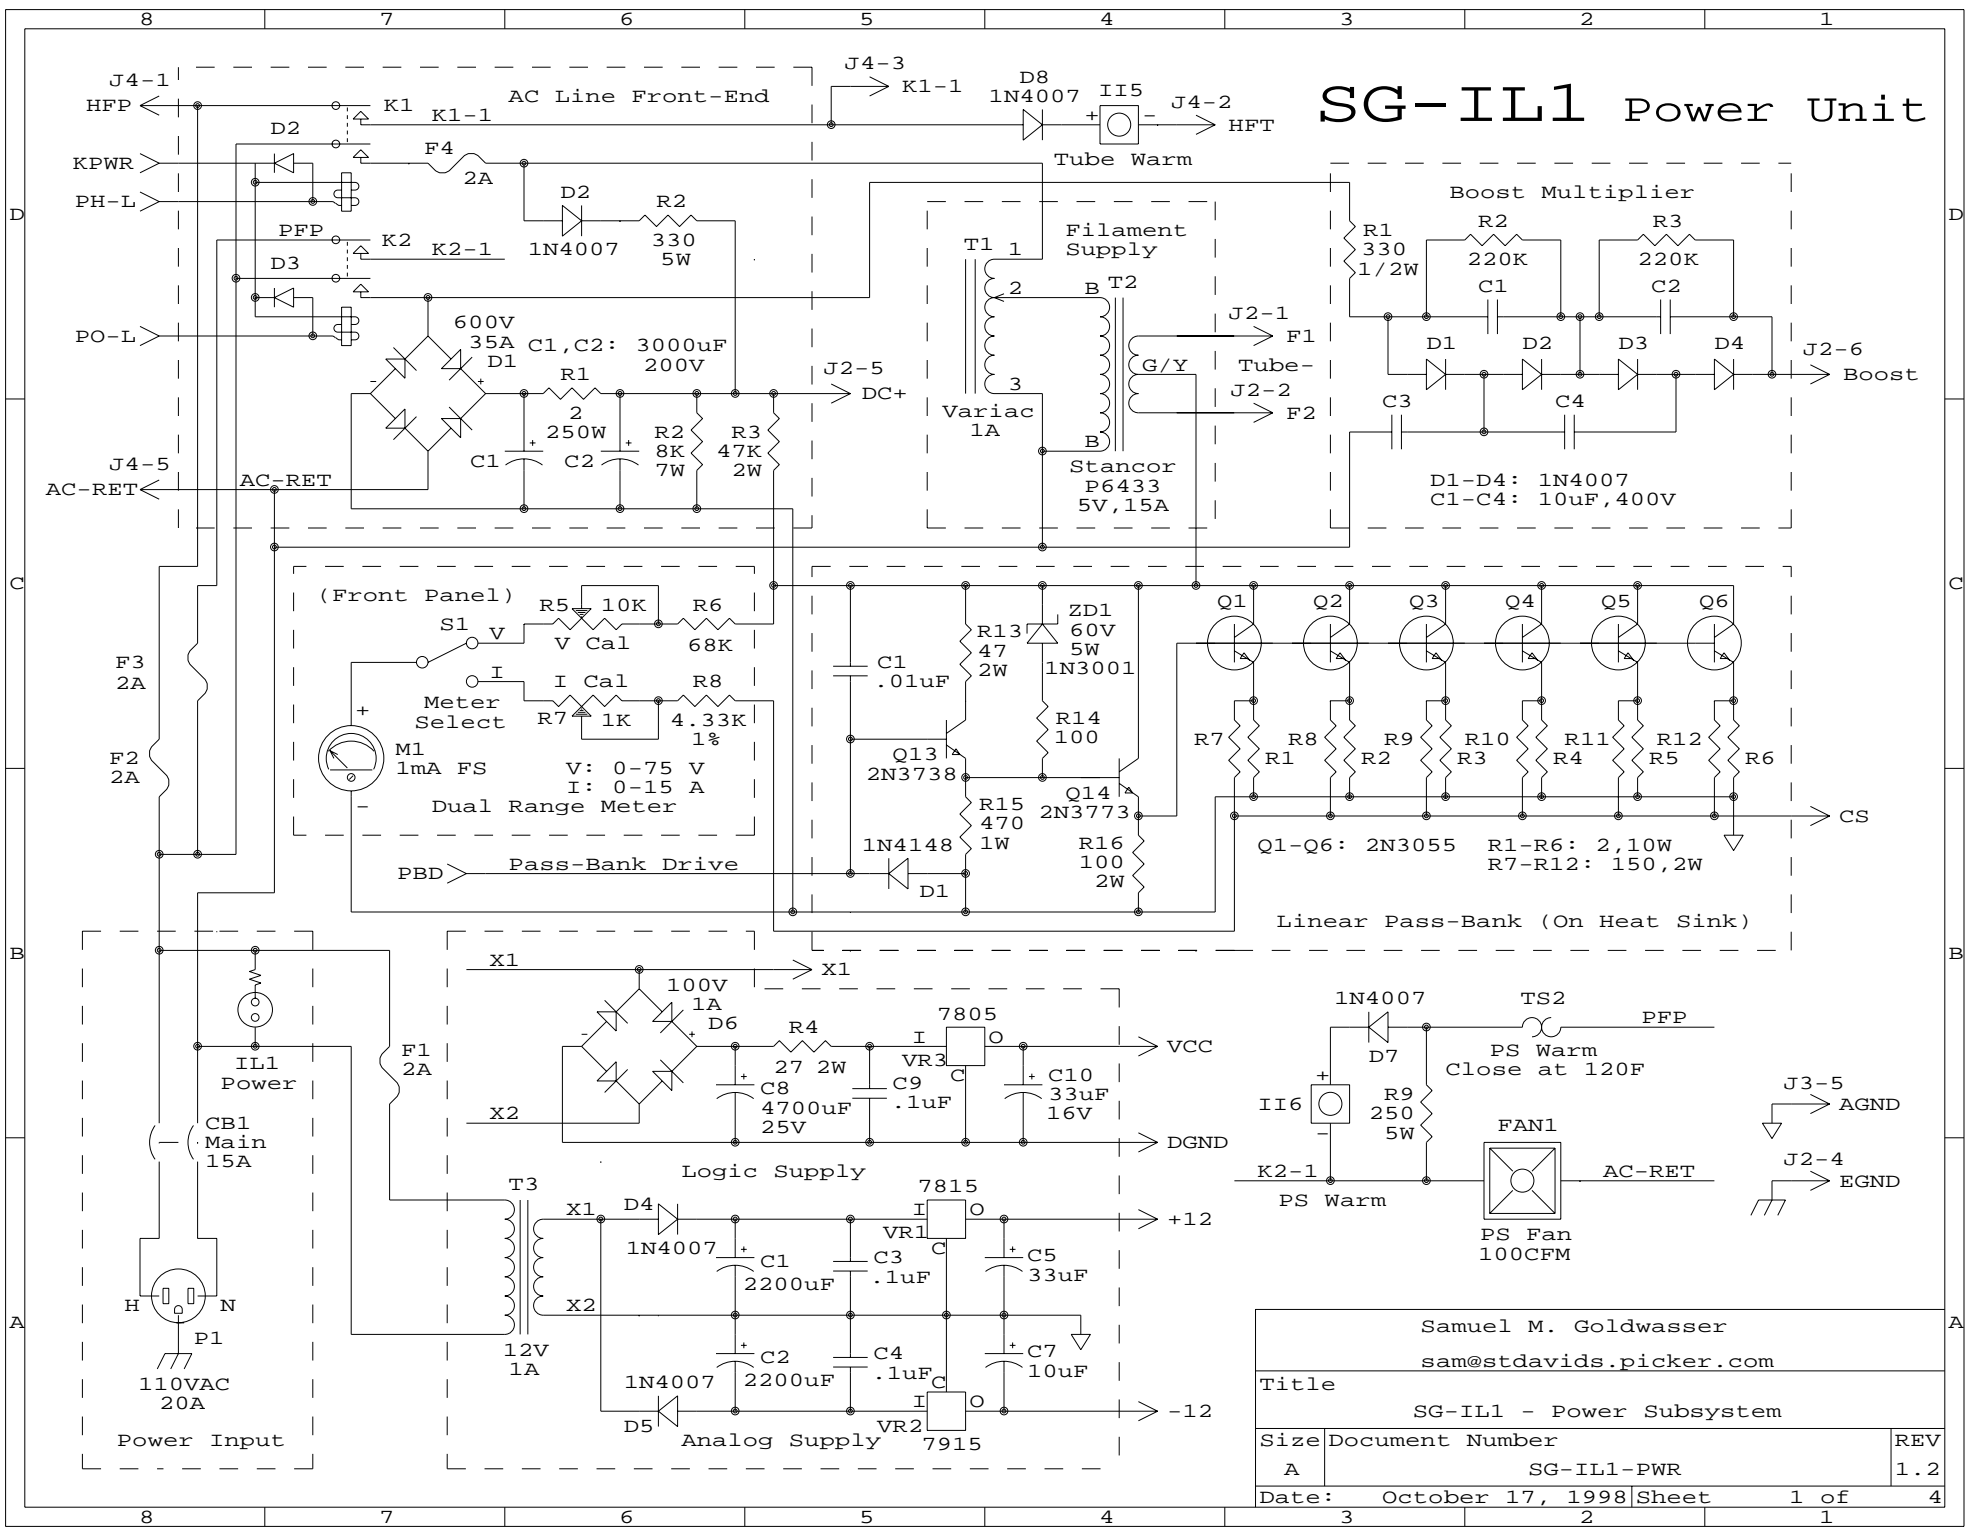 8 7 6 5 4 3 2 1
D
C
B
A
SG-IL1 Power Unit
J4-1
HFP
KPWR
PH-L
PO-L
J4-5
AC-RET
AC-RET
AC Line Front-End
K1
K1-1
D2
F4
2A
D2
1N4007
R2
330
5W
PFP
K2
K2-1
D3
600V
35A
D1
C1,C2: 3000uF
200V
R1
2
250W
-
+
C1
+
C2
+
R2
8K
7W
R3
47K
2W
J2-5
DC+
J4-3
K1-1
D8
1N4007
II5
+
-
Tube Warm
J4-2
HFT
Filament
Supply
T1
1
2
3
Variac
1A
T2
B
B
G/Y
Stancor
P6433
5V,15A
J2-1
F1
Tube-
J2-2
F2
Boost Multiplier
R1
330
1/2W
R2
220K
C1
R3
220K
C2
D1
D2
D3
D4
C3
C4
D1-D4: 1N4007
C1-C4: 10uF,400V
J2-6
Boost
F3
2A
F2
2A
(Front Panel)
S1
V
I
Meter
Select
R5
10K
V Cal
R6
68K
I Cal
R7
1K
R8
4.33K
1%
+
M1
1mA FS
-
V: 0-75 V
I: 0-15 A
Dual Range Meter
PBD
Pass-Bank Drive
C1
.01uF
R13
47
2W
ZD1
60V
5W
1N3001
R14
100
Q13
2N3738
Q14
2N3773
R15
470
1W
1N4148
D1
R16
100
2W
Q1 Q2 Q3 Q4 Q5 Q6
R7 R1 R8 R2 R9 R3 R10 R4 R11 R5 R12 R6
CS
Q1-Q6: 2N3055 R1-R6: 2,10W
R7-R12: 150,2W
Linear Pass-Bank (On Heat Sink)
IL1
Power
CB1
Main
15A
H
N
P1
110VAC
20A
Power Input
F1
2A
X1
X1
X2
100V
1A
D6
-
+
R4
27 2W
C8
4700uF
25V
+
C9
.1uF
7805
I
O
VR3
C
C10
33uF
16V
+
VCC
DGND
Logic Supply
T3
12V
1A
X1
X2
D4
1N4007
1N4007
D5
C1
2200uF
+
C2
2200uF
+
C3
.1uF
C4
.1uF
7815
I
O
VR1
C
C
I
O
VR2
7915
C5
33uF
+
C7
10uF
+
+12
-12
Analog Supply
1N4007
D7
TS2
PFP
PS Warm
Close at 120F
+
II6
-
R9
250
5W
K2-1
PS Warm
FAN1
AC-RET
PS Fan
100CFM
J3-5
AGND
J2-4
EGND
Samuel M. Goldwasser
sam@stdavids.picker.com
Title
SG-IL1 - Power Subsystem
Size Document Number REV
A SG-IL1-PWR 1.2
Date: October 17, 1998 Sheet 1 of 4
D
C
B
A
8 7 6 5 4 3 2 1